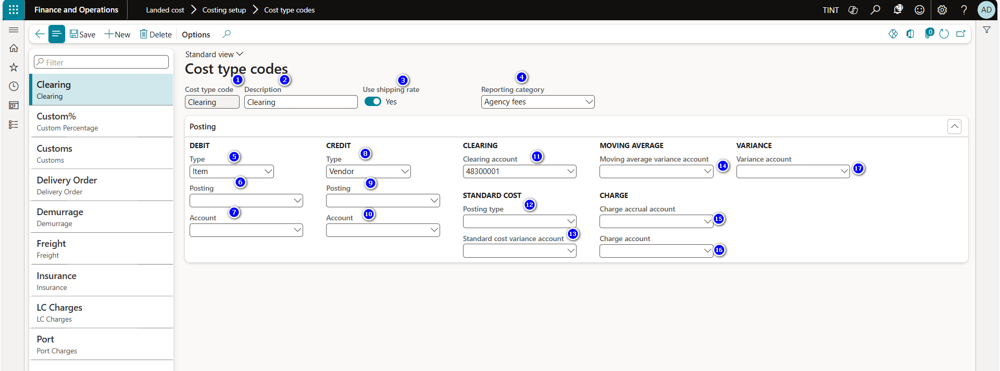 Finance and Operations
Landed cost > Costing setup > Cost type codes
TINT
21
?
AD
Save
New
Delete
Options
0
Filter
Clearing
Clearing
Custom%
Custom Percentage
Customs
Customs
Delivery Order
Delivery Order
Demurrage
Demurrage
Freight
Freight
Insurance
Insurance
LC Charges
LC Charges
Port
Port Charges
Standard view
Cost type codes
1
2
3
4
Cost type code
Description
Use shipping rate
Reporting category
Clearing
Clearing
Yes
Agency fees
Posting
DEBIT
Type
5
Item
6
Posting
7
Account
CREDIT
Type
8
Vendor
9
Posting
10
Account
CLEARING
Clearing account
11
48300001
STANDARD COST
12
Posting type
13
Standard cost variance account
MOVING AVERAGE
Moving average variance account
14
CHARGE
Charge accrual account
15
Charge account
16
VARIANCE
Variance account
17